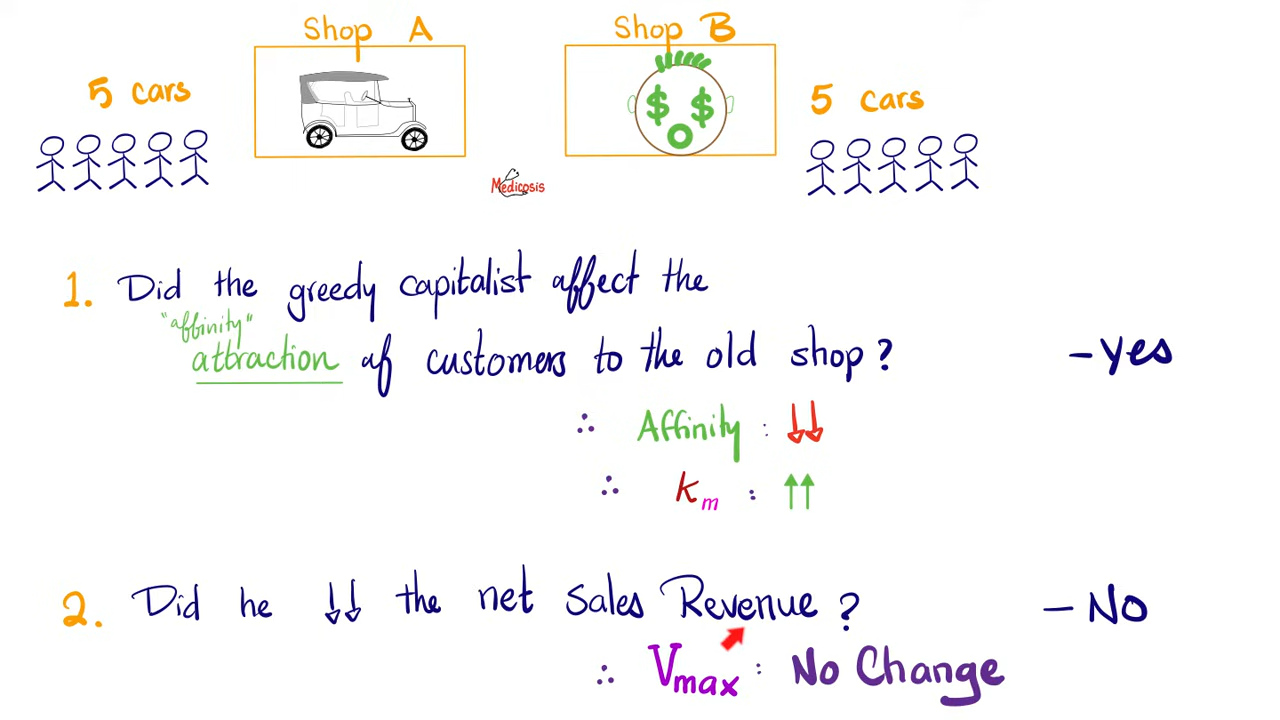 Shop A
Shop B
5 cars
5 cars
$ $
Medicosis
1. Did the greedy capitalist affect the
"affinity"
attraction of customers to the old shop? – Yes
∴ Affinity : ↓↓
∴ Km : ↑↑
2. Did he ↓↓ the net sales Revenue? – No
∴ Vmax : No Change